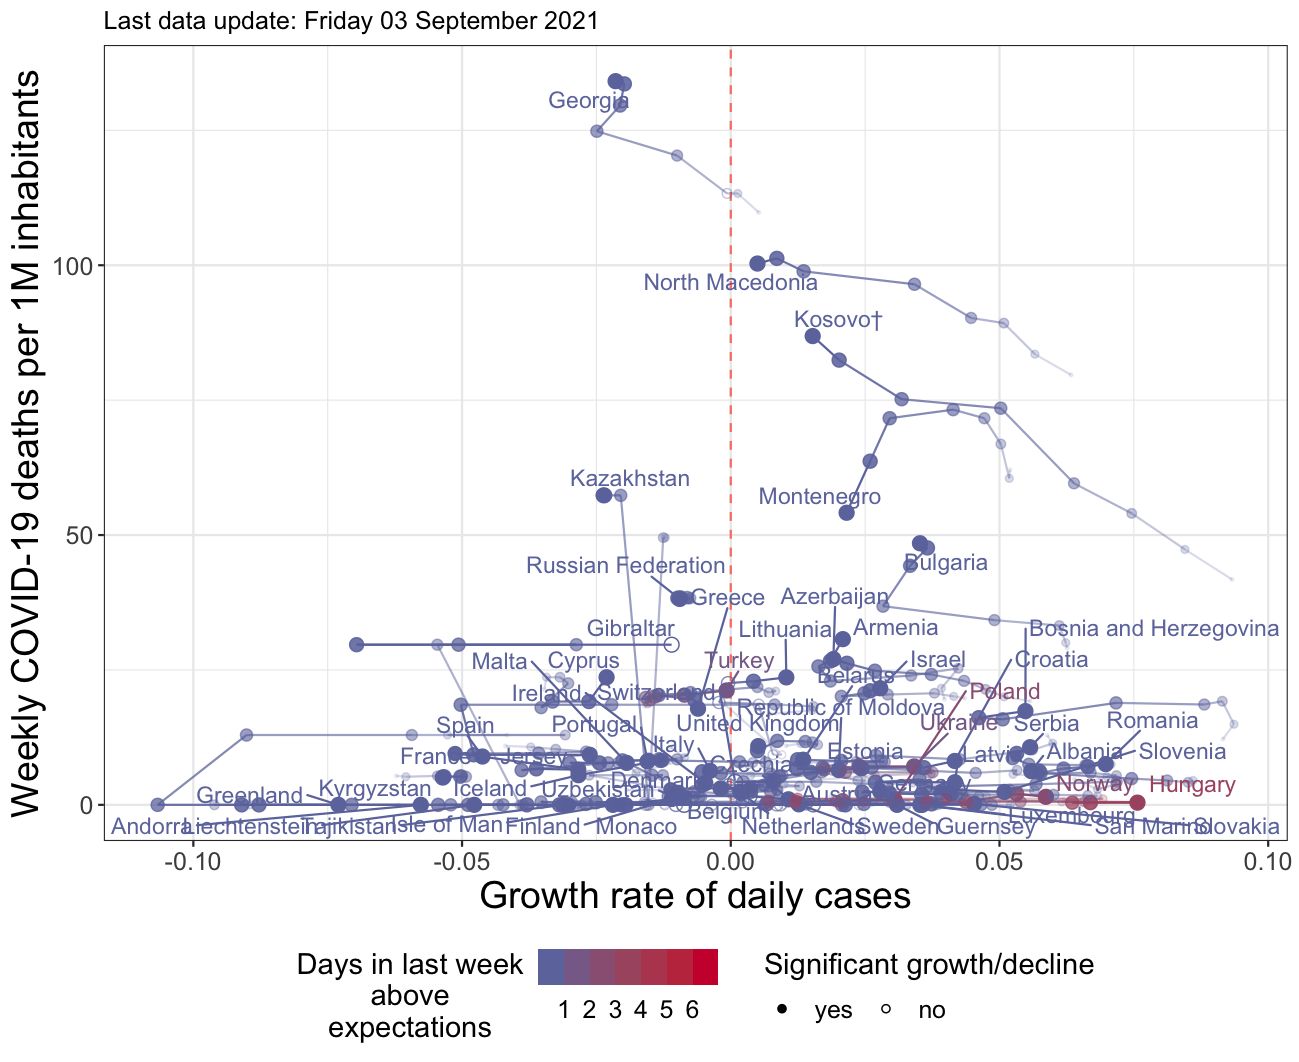 Last data update: Friday 03 September 2021
Weekly COVID-19 deaths per 1M inhabitants
100
50
0
Georgia
North Macedonia
Kosovo†
Kazakhstan
Montenegro
Russian Federation
Bulgaria
Greece
Azerbaijan
Gibraltar
Lithuania
Armenia
Bosnia and Herzegovina
Malta
Cyprus
Turkey
Israel
Croatia
Belarus
Ireland
Switzerland
Poland
Republic of Moldova
Spain
Portugal
United Kingdom
Ukraine
Serbia
Romania
Italy
Estonia
Latvia
Albania
Slovenia
France
Jersey
Czechia
Denmark
Greenland
Kyrgyzstan
Iceland
Uzbekistan
Austria
Norway
Hungary
Belgium
Luxembourg
Andorra
Liechtenstein
Tajikistan
Isle of Man
Finland
Monaco
Netherlands
Sweden
Guernsey
San Marino
Slovakia
-0.10
-0.05
0.00
0.05
0.10
Growth rate of daily cases
Days in last week
above
expectations
1 2 3 4 5 6
Significant growth/decline
yes
no